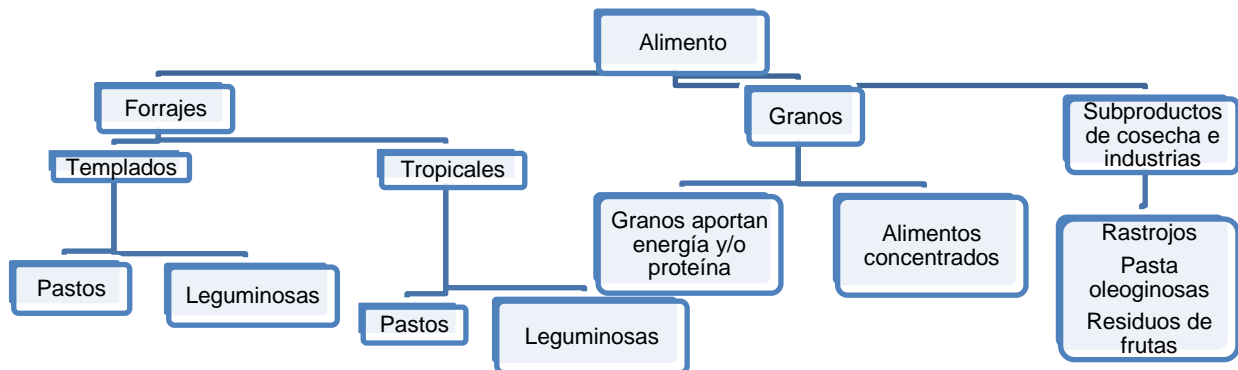 Alimento
Forrajes
Granos
Subproductos
de cosecha e
industrias
Templados
Tropicales
Granos aportan
energía y/o
proteína
Alimentos
concentrados
Rastrojos
Pasta
oleoginosas
Residuos de
frutas
Pastos
Leguminosas
Pastos
Leguminosas